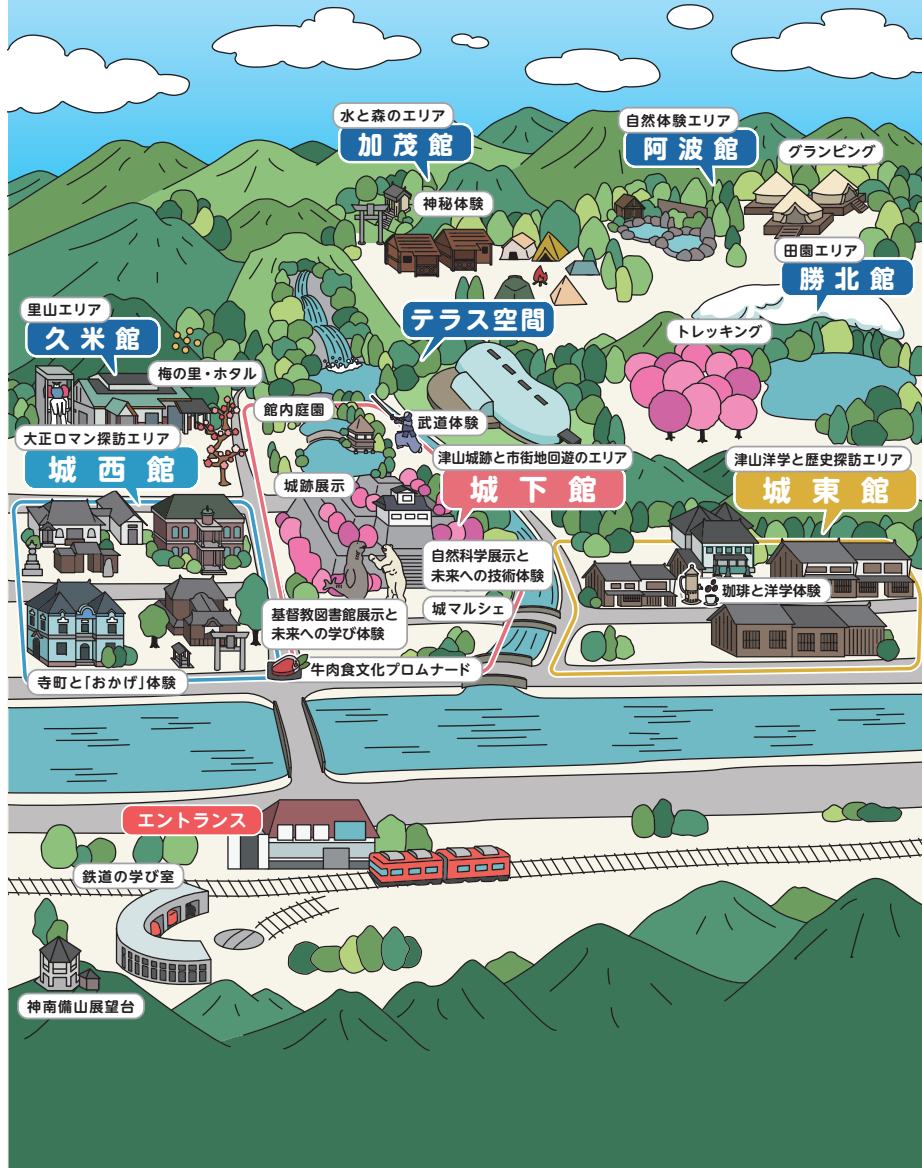 水と森のエリア
加茂館
自然体験エリア
阿波館
グランピング
神秘体験
田園エリア
勝北館
里山エリア
久米館
テラス空間
トレッキング
梅の里・ホタル
館内庭園
武道体験
大正ロマン探訪エリア
城西館
津山城跡と市街地回遊のエリア
城下館
津山洋学と歴史探訪エリア
城東館
城跡展示
自然科学展示と
未来への技術体験
珈琲と洋学体験
基督教図書館展示と
未来への学び体験
城マルシェ
寺町と「おかげ」体験
牛肉食文化プロムナード
エントランス
鉄道の学び室
神南備山展望台